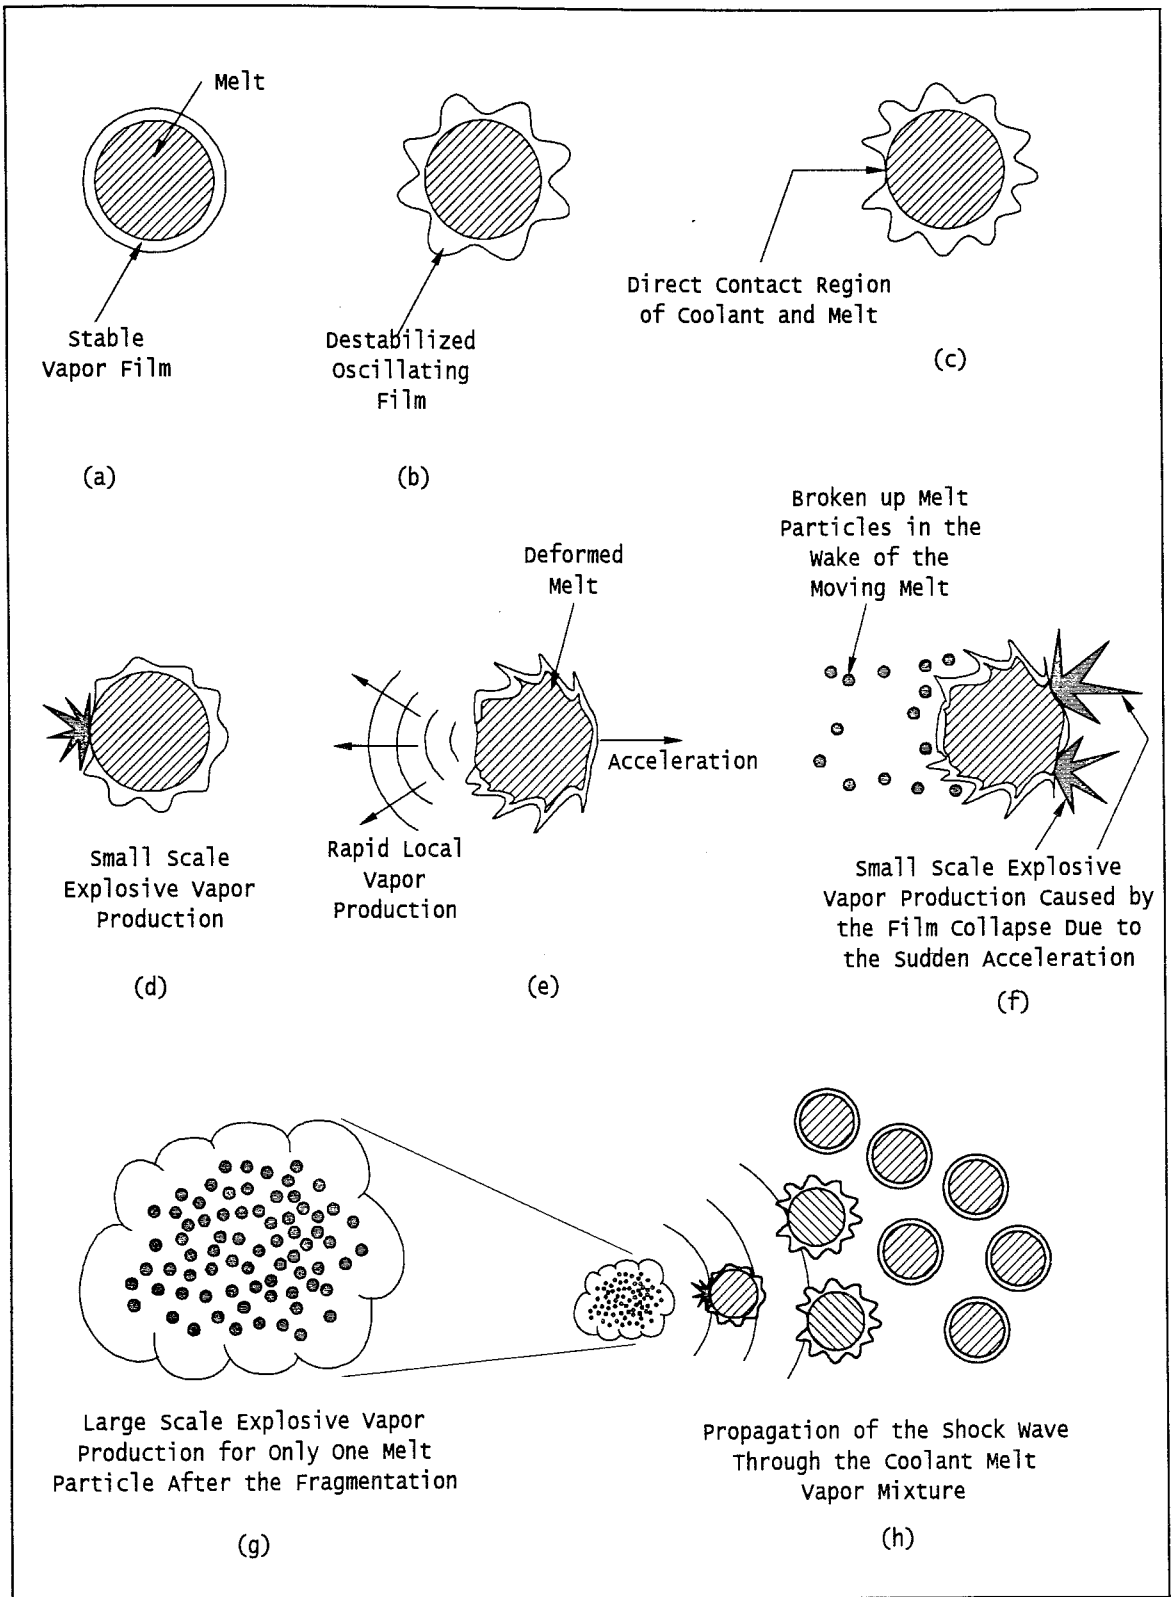 Melt
Stable
Vapor Film
(a)
Destabilized
Oscillating
Film
(b)
Direct Contact Region
of Coolant and Melt
(c)
Small Scale
Explosive Vapor
Production
(d)
Deformed
Melt
Acceleration
Rapid Local
Vapor
Production
(e)
Broken up Melt
Particles in the
Wake of the
Moving Melt
Small Scale Explosive
Vapor Production Caused by
the Film Collapse Due to
the Sudden Acceleration
(f)
Large Scale Explosive Vapor
Production for Only One Melt
Particle After the Fragmentation
(g)
Propagation of the Shock Wave
Through the Coolant Melt
Vapor Mixture
(h)